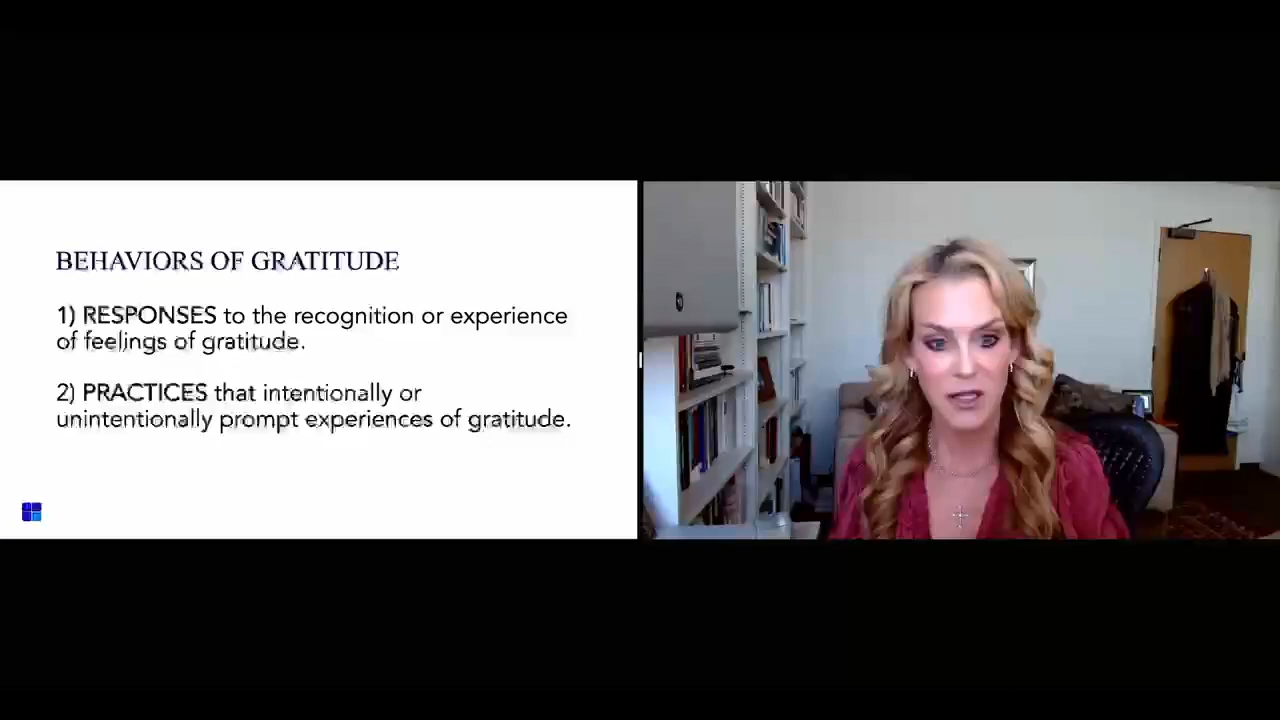 BEHAVIORS OF GRATITUDE
1) RESPONSES to the recognition or experience
of feelings of gratitude.
2) PRACTICES that intentionally or
unintentionally prompt experiences of gratitude.